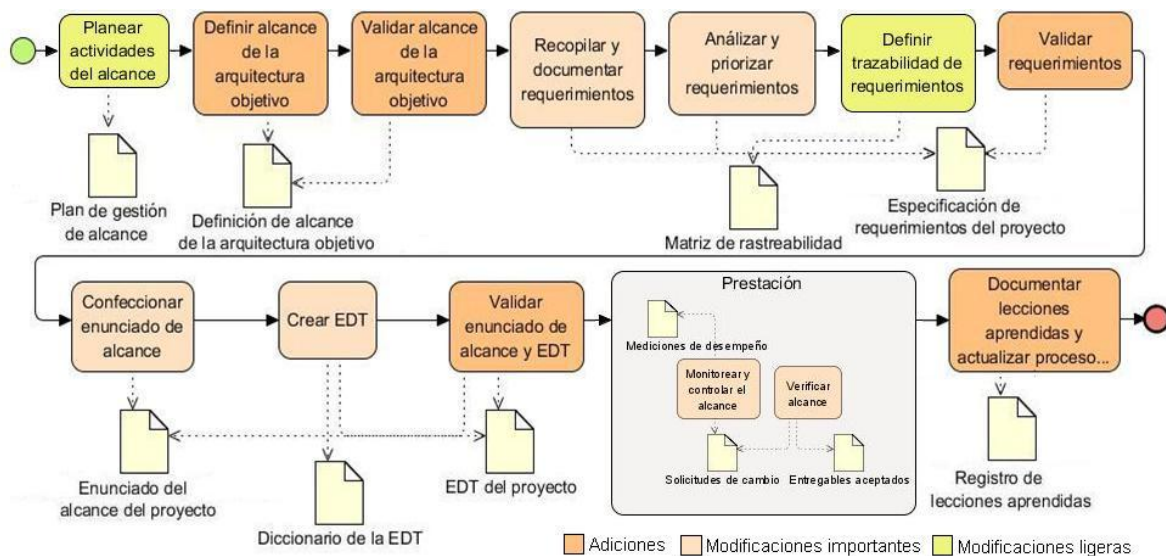 Planear
actividades
del alcance
Definir alcance
de la
arquitectura
objetivo
Validar alcance
de la
arquitectura
objetivo
Recopilar y
documentar
requerimientos
Análizar y
priorizar
requerimientos
Definir
trazabilidad de
requerimientos
Validar
requerimientos
Plan de gestión
de alcance
Definición de alcance
de la arquitectura objetivo
Matriz de rastreabilidad
Especificación de
requerimientos del proyecto
Confeccionar
enunciado de
alcance
Crear EDT
Validar
enunciado de
alcance y EDT
Prestación
Mediciones de desempeño
Monitorear y
controlar el
alcance
Verificar
alcance
Solicitudes de cambio
Entregables aceptados
Documentar
lecciones
aprendidas y
actualizar proceso...
Enunciado del
alcance del proyecto
Diccionario de la EDT
EDT del proyecto
Registro de
lecciones aprendidas
Adiciones
Modificaciones importantes
Modificaciones ligeras